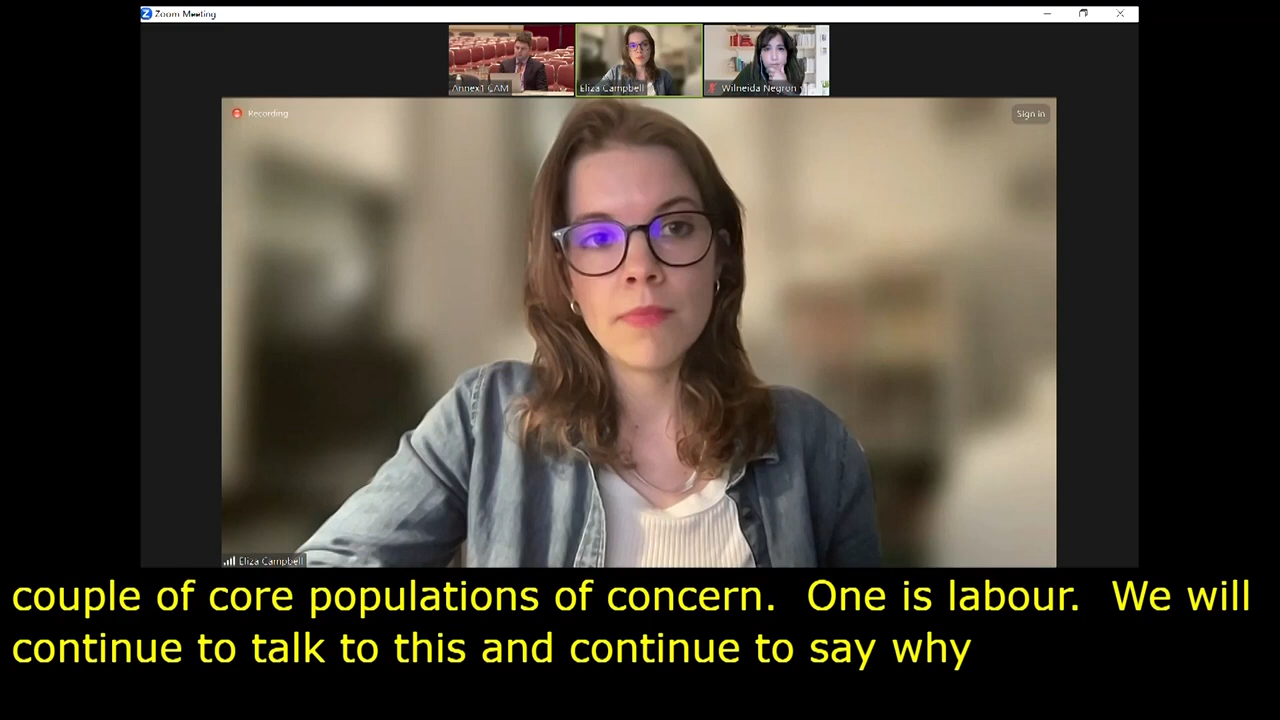 Zoom Meeting
Annex1 CAM
Eliza Campbell
Wilneida Negron
Recording
Sign in
Eliza Campbell
couple of core populations of concern.  One is labour.  We will
continue to talk to this and continue to say why